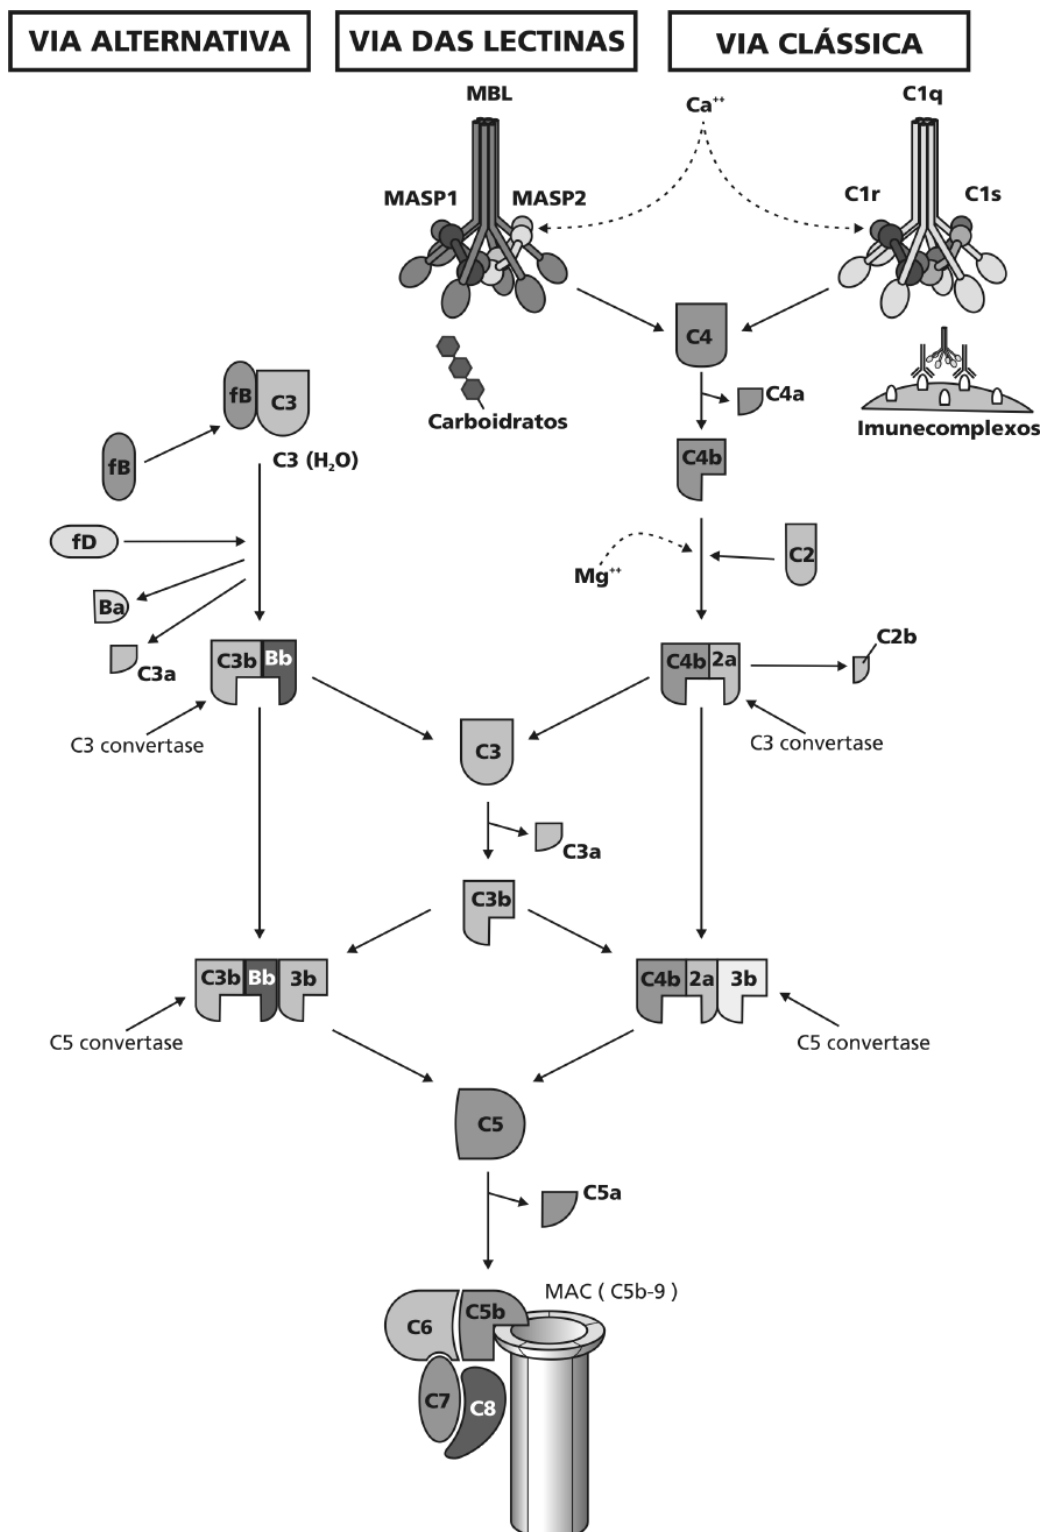 VIA ALTERNATIVA
VIA DAS LECTINAS
VIA CLÁSSICA
MBL
Ca⁺⁺
C1q
MASP1
MASP2
C1r
C1s
C4
C4a
Carboidratos
Imunecomplexos
fB
C3
fB
C3 (H₂O)
C4b
fD
C2
Mg⁺⁺
Ba
C3a
C3b
Bb
C4b
2a
C2b
C3 convertase
C3
C3 convertase
C3a
C3b
C3b
Bb
3b
C4b
2a
3b
C5 convertase
C5 convertase
C5
C5a
MAC ( C5b-9 )
C6
C5b
C7
C8